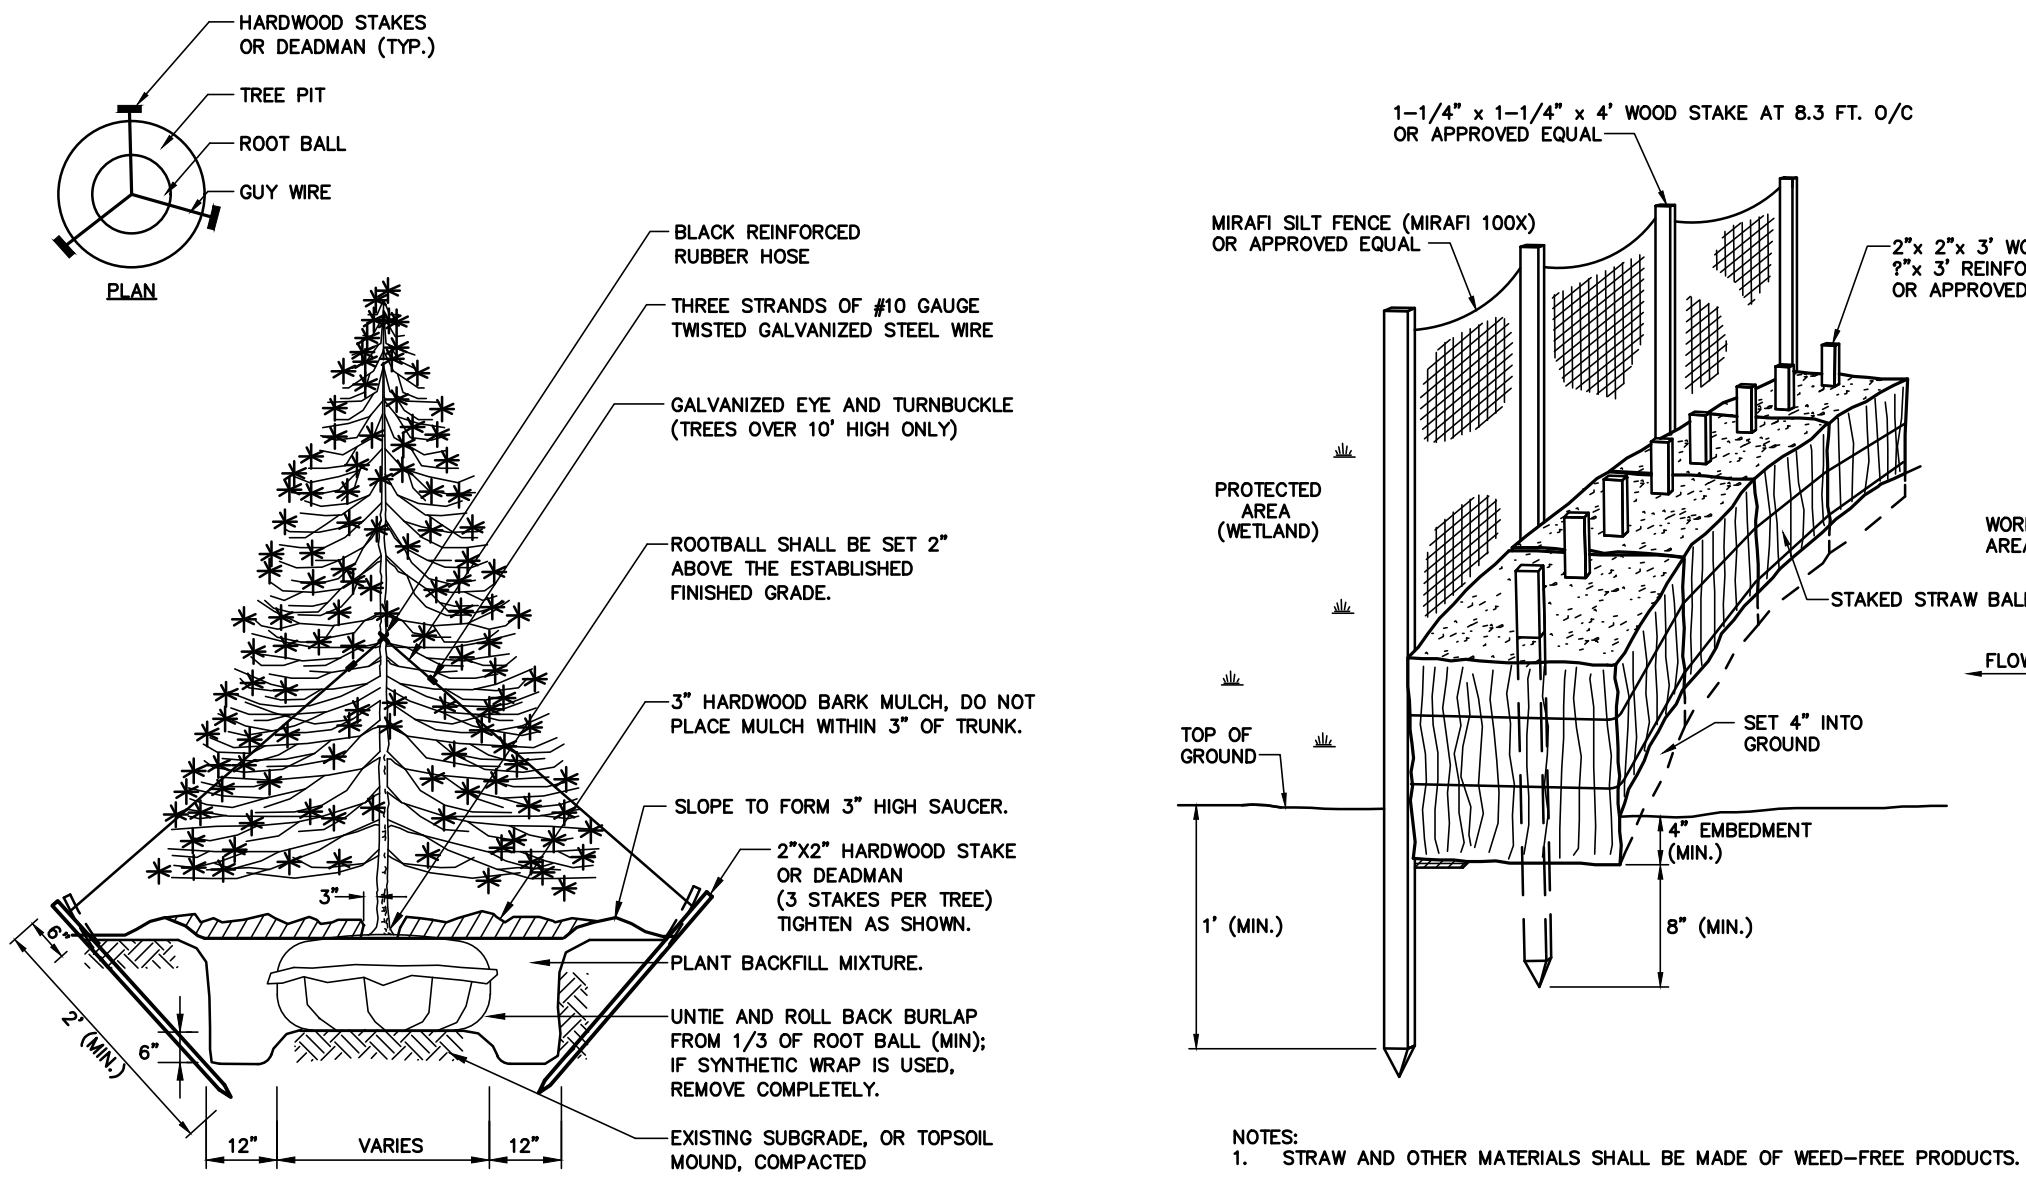 HARDWOOD STAKES
OR DEADMAN (TYP.)
TREE PIT
ROOT BALL
GUY WIRE
PLAN
BLACK REINFORCED
RUBBER HOSE
THREE STRANDS OF #10 GAUGE
TWISTED GALVANIZED STEEL WIRE
GALVANIZED EYE AND TURNBUCKLE
(TREES OVER 10' HIGH ONLY)
ROOTBALL SHALL BE SET 2"
ABOVE THE ESTABLISHED
FINISHED GRADE.
3" HARDWOOD BARK MULCH, DO NOT
PLACE MULCH WITHIN 3" OF TRUNK.
SLOPE TO FORM 3" HIGH SAUCER.
2"X2" HARDWOOD STAKE
OR DEADMAN
(3 STAKES PER TREE)
TIGHTEN AS SHOWN.
3"
6"
2' (MIN.)
6"
PLANT BACKFILL MIXTURE.
UNTIE AND ROLL BACK BURLAP
FROM 1/3 OF ROOT BALL (MIN);
IF SYNTHETIC WRAP IS USED,
REMOVE COMPLETELY.
EXISTING SUBGRADE, OR TOPSOIL
MOUND, COMPACTED
12"
VARIES
12"
1-1/4" x 1-1/4" x 4' WOOD STAKE AT 8.3 FT. O/C
OR APPROVED EQUAL
MIRAFI SILT FENCE (MIRAFI 100X)
OR APPROVED EQUAL
2"x 2"x 3'
?"x 3'
OR APPROVED
PROTECTED
AREA
(WETLAND)
STAKED STRAW
SET 4" INTO
GROUND
TOP OF
GROUND
4" EMBEDMENT
(MIN.)
1' (MIN.)
8" (MIN.)
NOTES:
1. STRAW AND OTHER MATERIALS SHALL BE MADE OF WEED-FREE PRODUCTS.